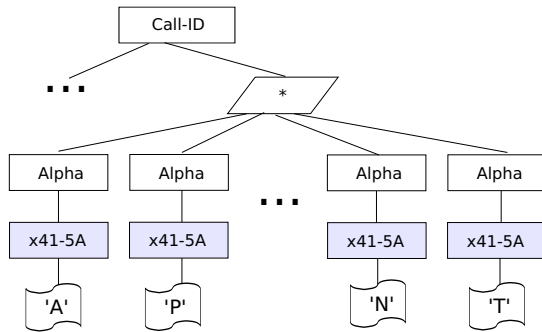 Call-ID
...
*
Alpha Alpha ... Alpha Alpha
x41-5A x41-5A x41-5A x41-5A
'A' 'P' 'N' 'T'